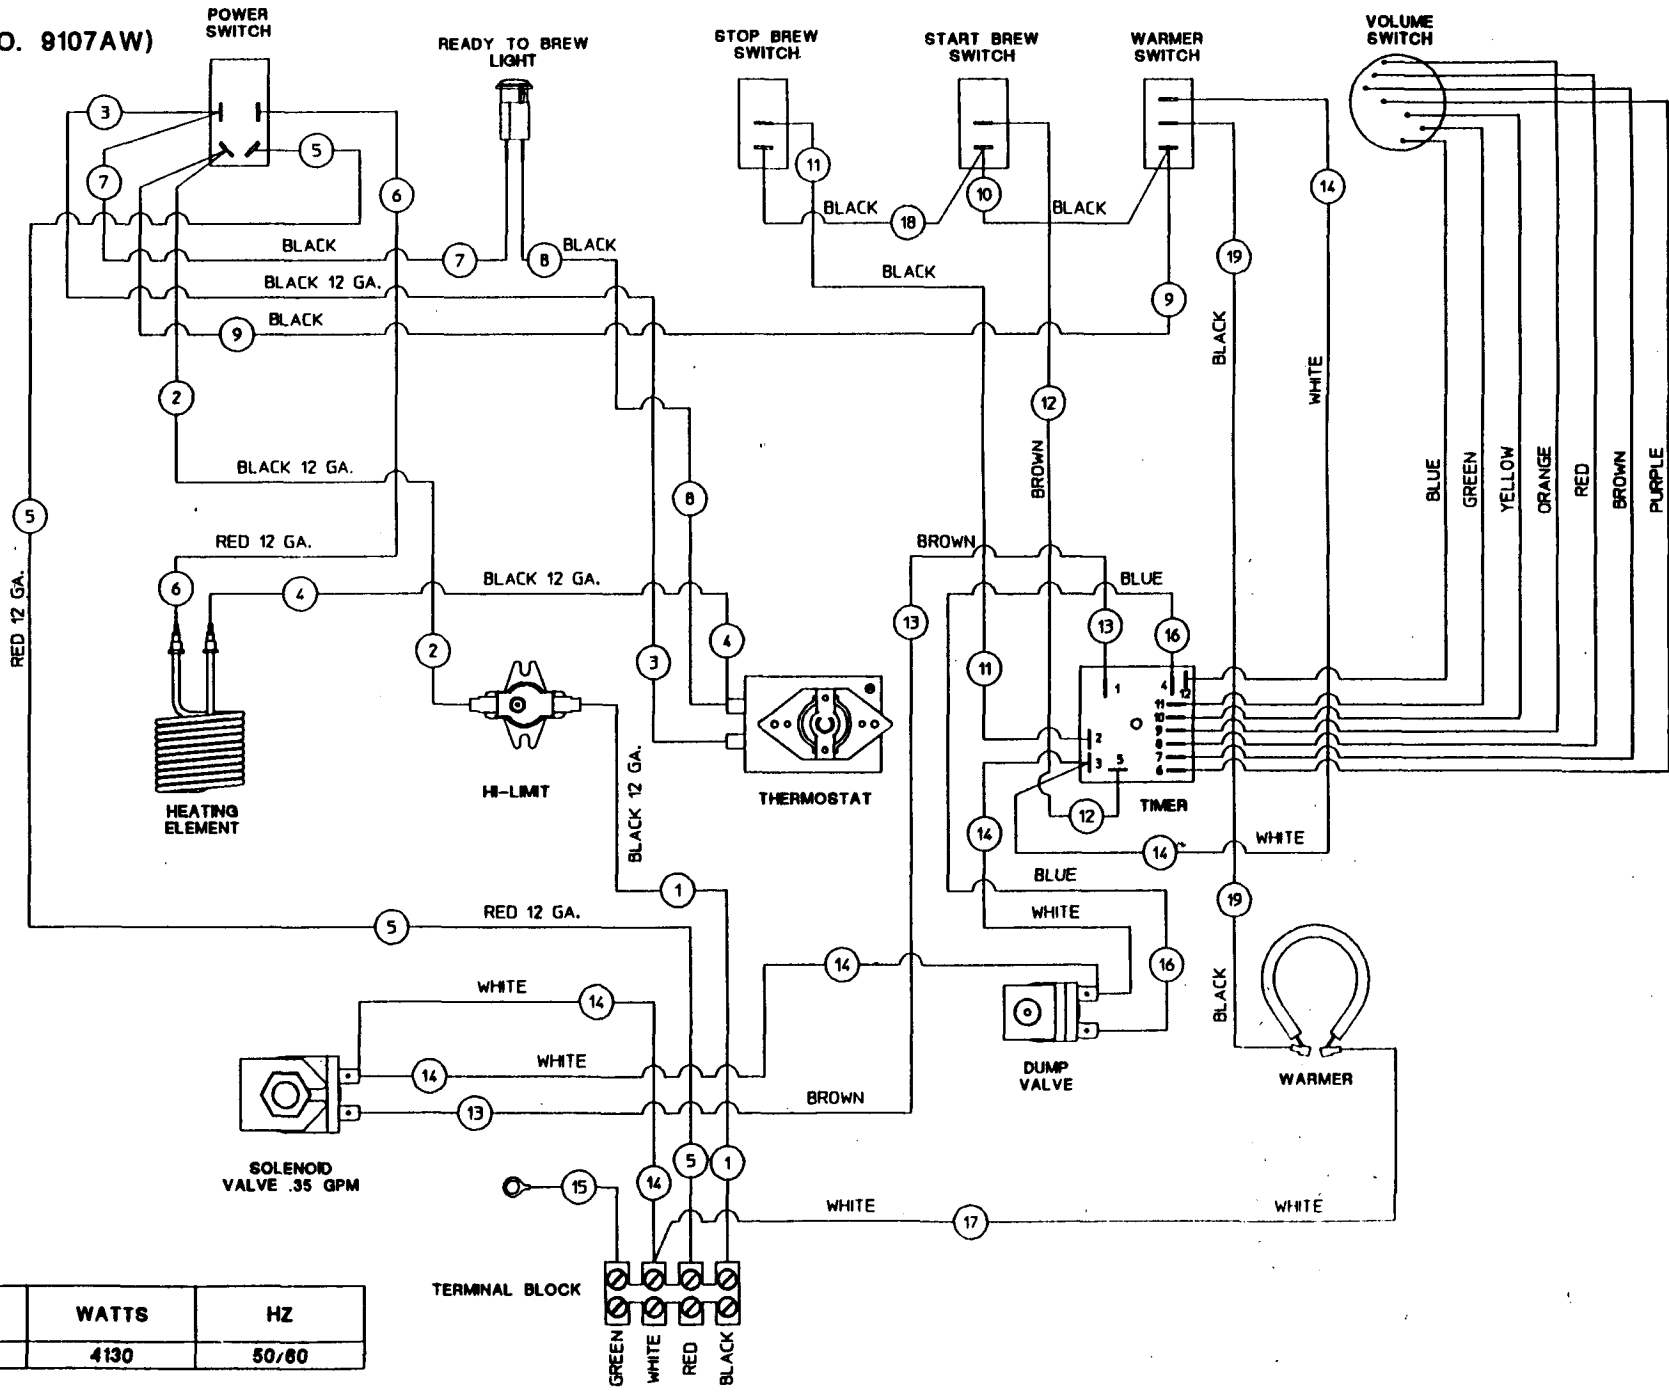 O. 9107AW)
POWER
SWITCH
READY TO BREW
LIGHT
STOP BREW
SWITCH
START BREW
SWITCH
WARMER
SWITCH
VOLUME
SWITCH
3
5
7
6
11
10
14
BLACK
18
BLACK
19
BLACK
7
8
BLACK
BLACK
BLACK 12 GA.
9
9
BLACK
BLACK
WHITE
2
12
BROWN
BLACK 12 GA.
8
BLUE
GREEN
YELLOW
ORANGE
RED
BROWN
PURPLE
5
RED 12 GA.
RED 12 GA.
BROWN
6
4
BLACK 12 GA.
BLUE
13
13
16
2
4
3
11
1
4
12
11
10
9
8
7
6
2
3
5
HEATING
ELEMENT
HI-LIMIT
BLACK 12 GA.
THERMOSTAT
TIMER
12
14
14
WHITE
BLUE
1
19
5
RED 12 GA.
WHITE
14
16
BLACK
WHITE
14
WHITE
14
DUMP
VALVE
WARMER
13
BROWN
SOLENOID
VALVE .35 GPM
15
14
5
1
WHITE
17
WHITE
TERMINAL BLOCK
GREEN
WHITE
RED
BLACK
WATTS
HZ
4130
50/60